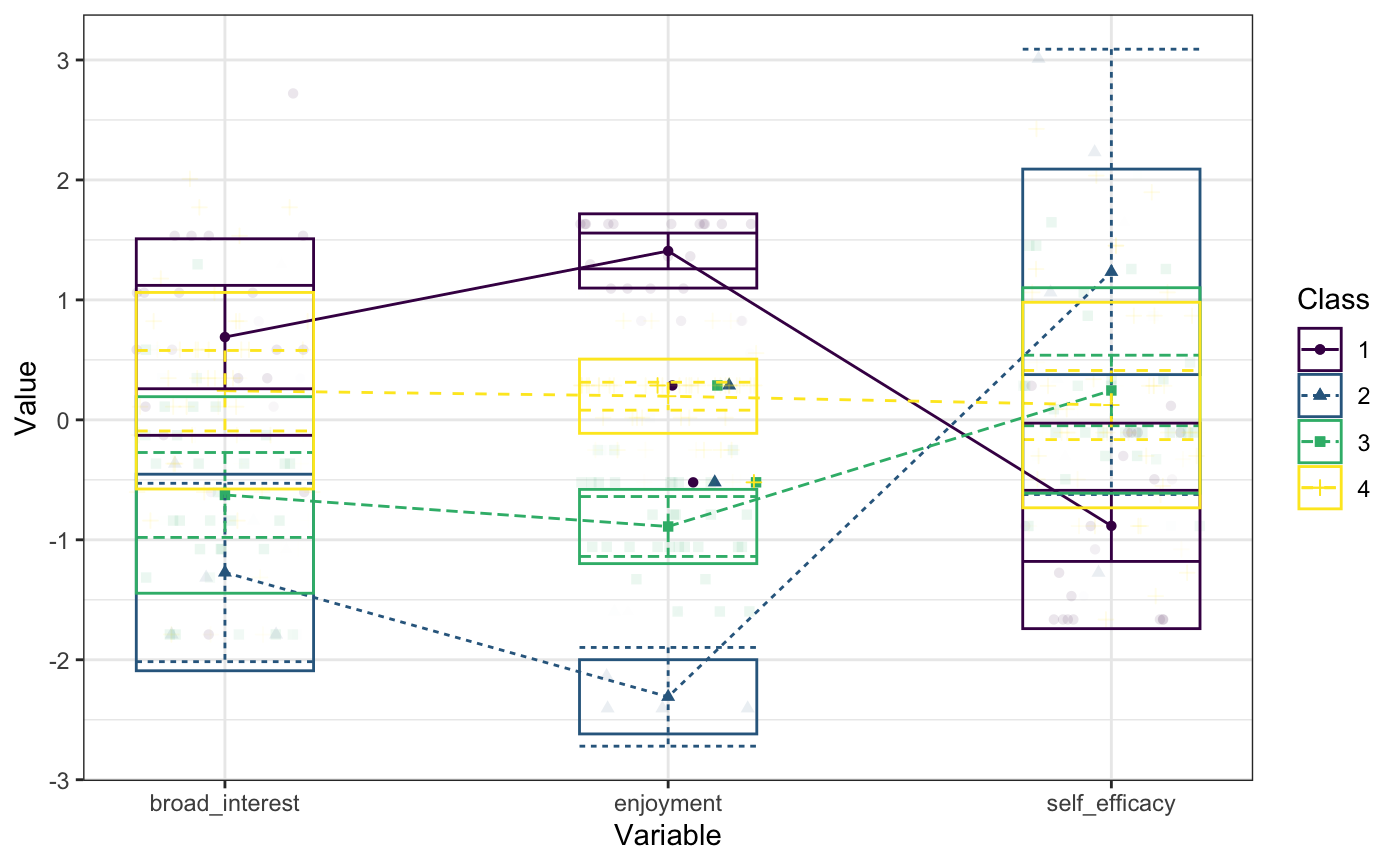 3
2
1
0
-1
-2
-3
Value
broad_interest
enjoyment
self_efficacy
Variable
Class
1
2
3
4